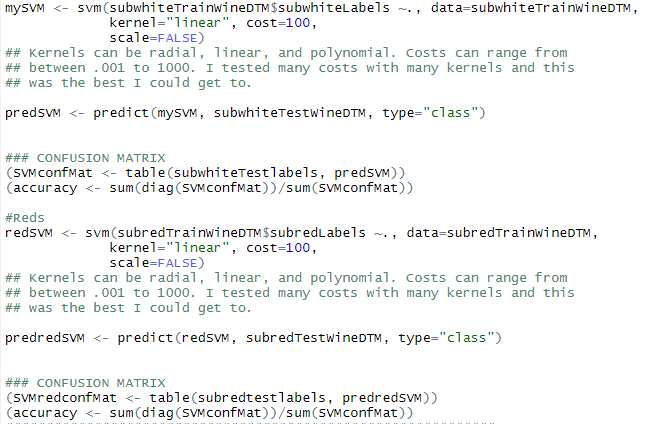 mySVM <- svm(subwhiteTrainWineDTM$subwhiteLabels ~., data=subwhiteTrainWineDTM,
kernel="linear", cost=100,
scale=FALSE)
## Kernels can be radial, linear, and polynomial. Costs can range from
## between .001 to 1000. I tested many costs with many kernels and this
## was the best I could get to.
predSVM <- predict(mySVM, subwhiteTestWineDTM, type="class")
### CONFUSION MATRIX
(SVMconfMat <- table(subwhiteTestlabels, predSVM))
(accuracy <- sum(diag(SVMconfMat))/sum(SVMconfMat))
#Reds
redSVM <- svm(subredTrainWineDTM$subredLabels ~., data=subredTrainWineDTM,
kernel="linear", cost=100,
scale=FALSE)
## Kernels can be radial, linear, and polynomial. Costs can range from
## between .001 to 1000. I tested many costs with many kernels and this
## was the best I could get to.
predredSVM <- predict(redSVM, subredTestWineDTM, type="class")
### CONFUSION MATRIX
(SVMredconfMat <- table(subredtestlabels, predredSVM))
(accuracy <- sum(diag(SVMconfMat))/sum(SVMconfMat))